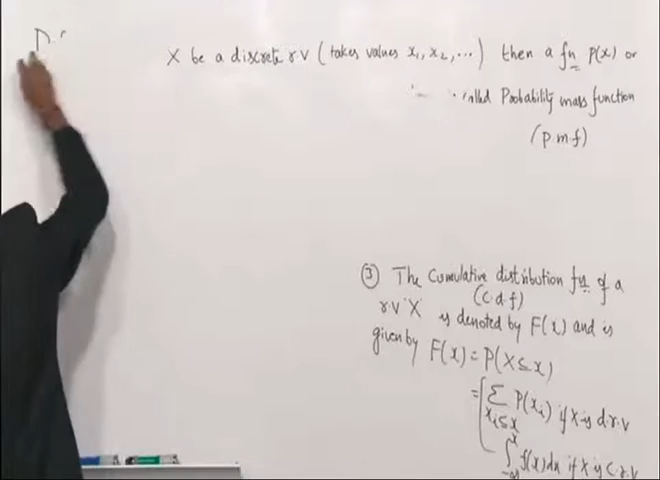 X be a discrete r.v (takes values x₁, x₂, ...) then a fn P(x) or
called Probability mass function
(p.m.f)
③ The Cumulative distribution fn of a
(C.d.f)
r.v 'X' is denoted by F(x) and is
given by F(x) = P(X ≤ x)
= { Σ P(xᵢ) if X is d.r.v
xᵢ ≤ x
∫₋∞ˣ f(x)dx if X is C.r.v